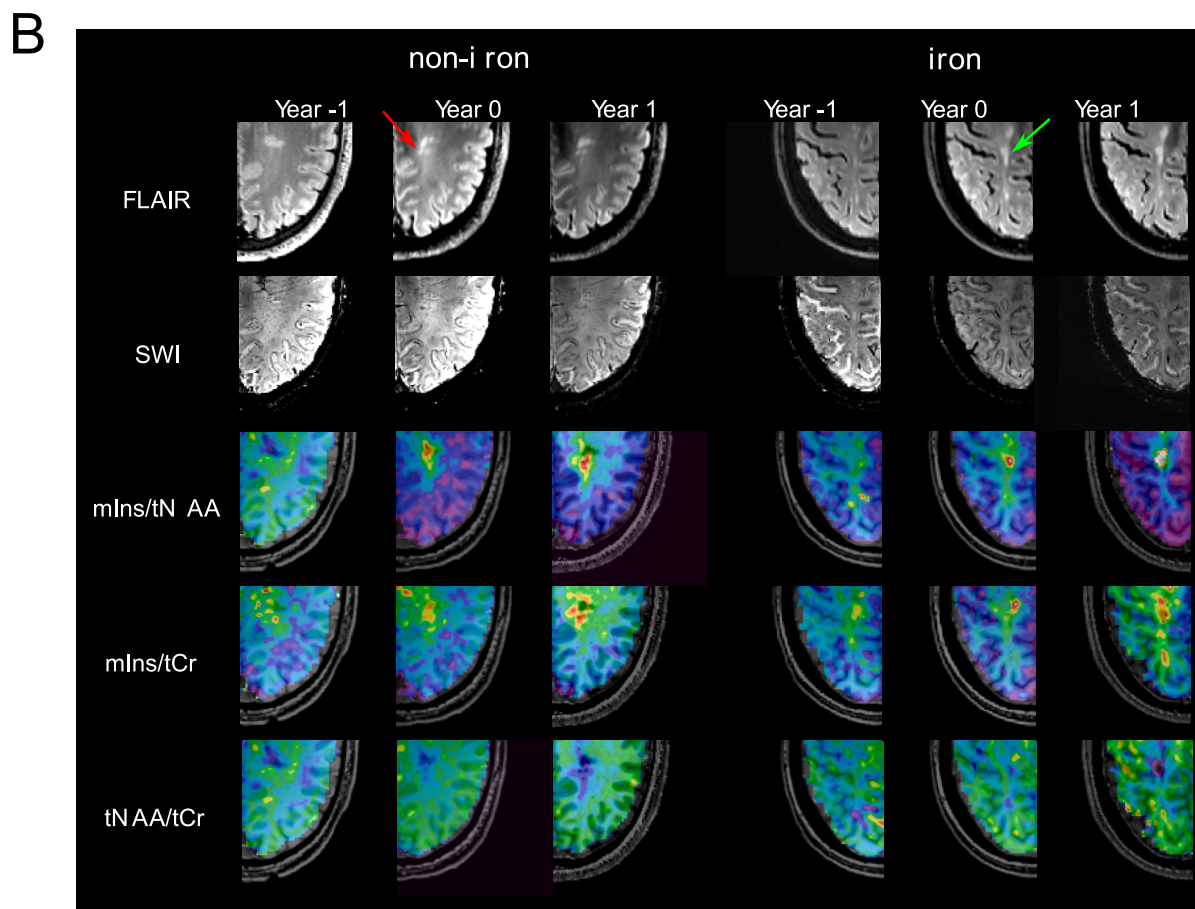 B
non-i ron iron
Year -1 Year 0 Year 1 Year -1 Year 0 Year 1
FLAIR
SWI
mIns/tN AA
mIns/tCr
tN AA/tCr